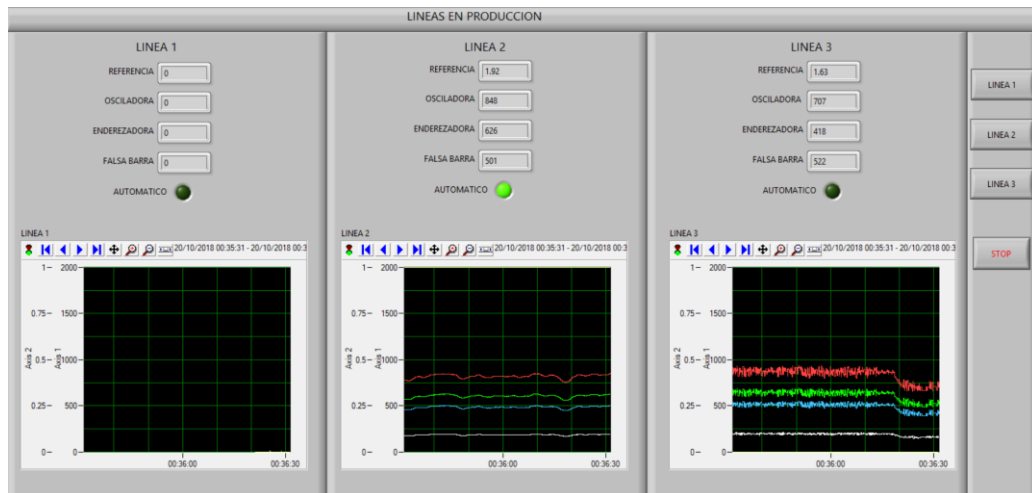 LINEAS EN PRODUCCION
LINEA 1
REFERENCIA 0
OSCILADORA 0
ENDEREZADORA 0
FALSA BARRA 0
AUTOMATICO
LINEA 2
REFERENCIA 1.92
OSCILADORA 848
ENDEREZADORA 626
FALSA BARRA 501
AUTOMATICO
LINEA 3
REFERENCIA 1.63
OSCILADORA 707
ENDEREZADORA 418
FALSA BARRA 522
AUTOMATICO
LINEA 1
LINEA 2
LINEA 3
STOP
LINEA 1
20/10/2018 00:35:31 - 20/10/2018 00:3
1 2000
0.75 1500
Axis 2
0.5
Axis 1
1000
0.25 500
0 0
00:36:00 00:36:30
LINEA 2
20/10/2018 00:35:31 - 20/10/2018 00:3
1 2000
0.75 1500
Axis 2
0.5
Axis 1
1000
0.25 500
0 0
00:36:00 00:36:30
LINEA 3
20/10/2018 00:35:31 - 20/10/2018 00:3
1 2000
0.75 1500
Axis 2
0.5
Axis 1
1000
0.25 500
0 0
00:36:00 00:36:30